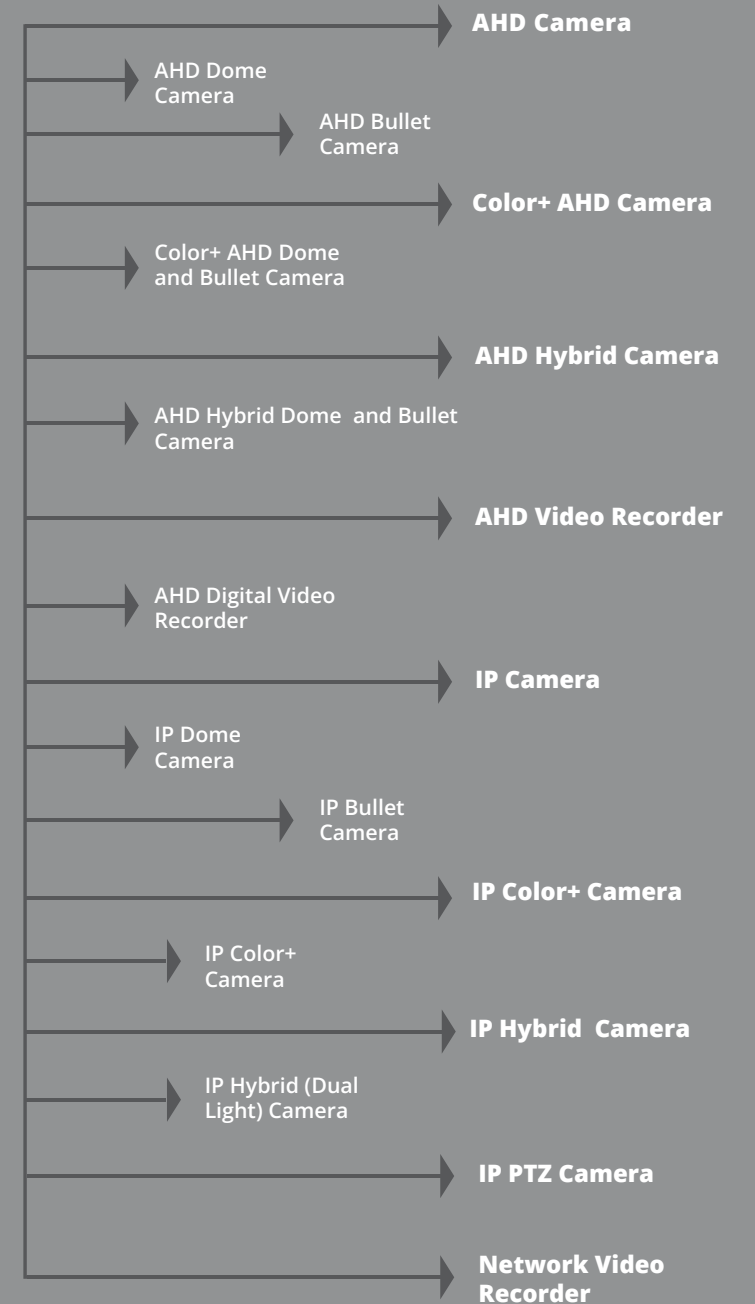 AHD Camera
AHD Dome
Camera
AHD Bullet
Camera
Color+ AHD Camera
Color+ AHD Dome
and Bullet Camera
AHD Hybrid Camera
AHD Hybrid Dome  and Bullet
Camera
AHD Video Recorder
AHD Digital Video
Recorder
IP Camera
IP Dome
Camera
IP Bullet
Camera
IP Color+ Camera
IP Color+
Camera
IP Hybrid  Camera
IP Hybrid (Dual
Light) Camera
IP PTZ Camera
Network Video
Recorder